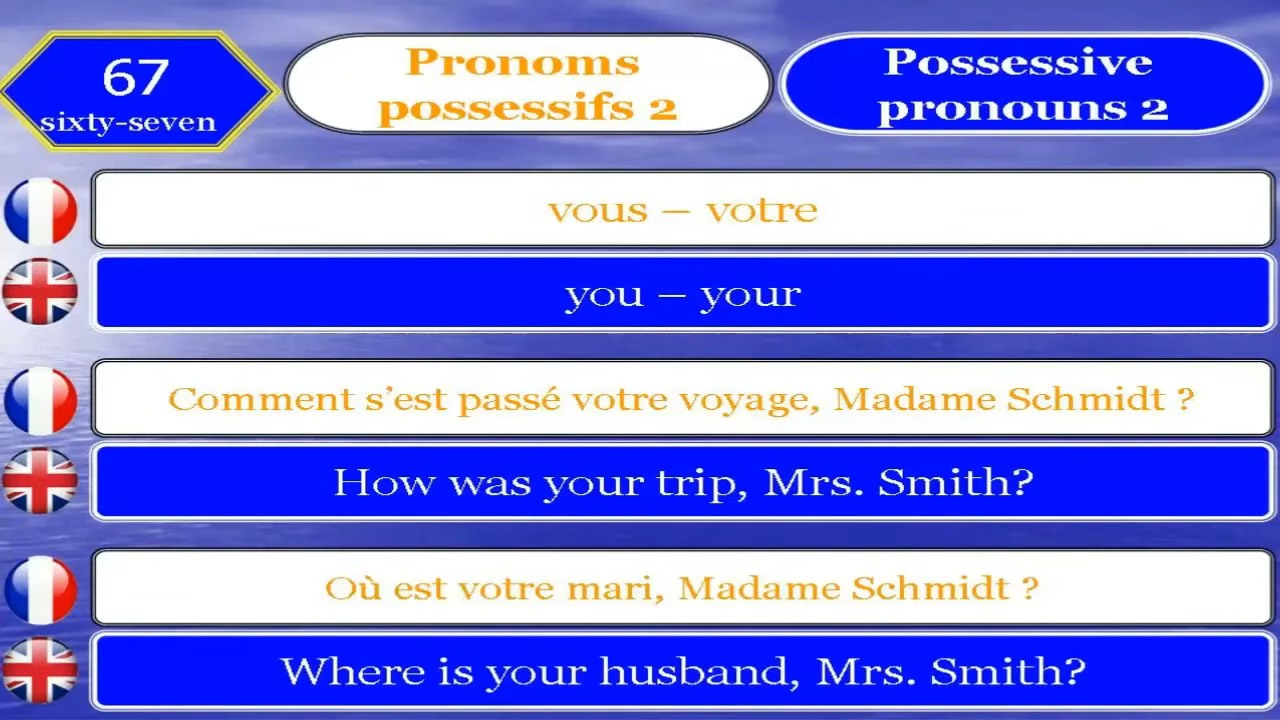 67
sixty-seven
Pronoms
possessifs 2
Possessive
pronouns 2
vous – votre
you – your
Comment s’est passé votre voyage, Madame Schmidt ?
How was your trip, Mrs. Smith?
Où est votre mari, Madame Schmidt ?
Where is your husband, Mrs. Smith?